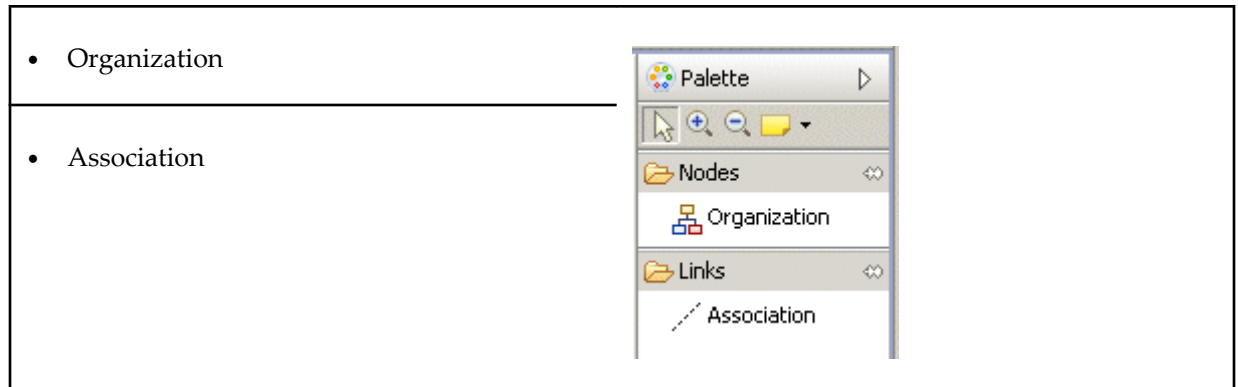 • Organization
• Association
Palette
Nodes
Organization
Links
Association